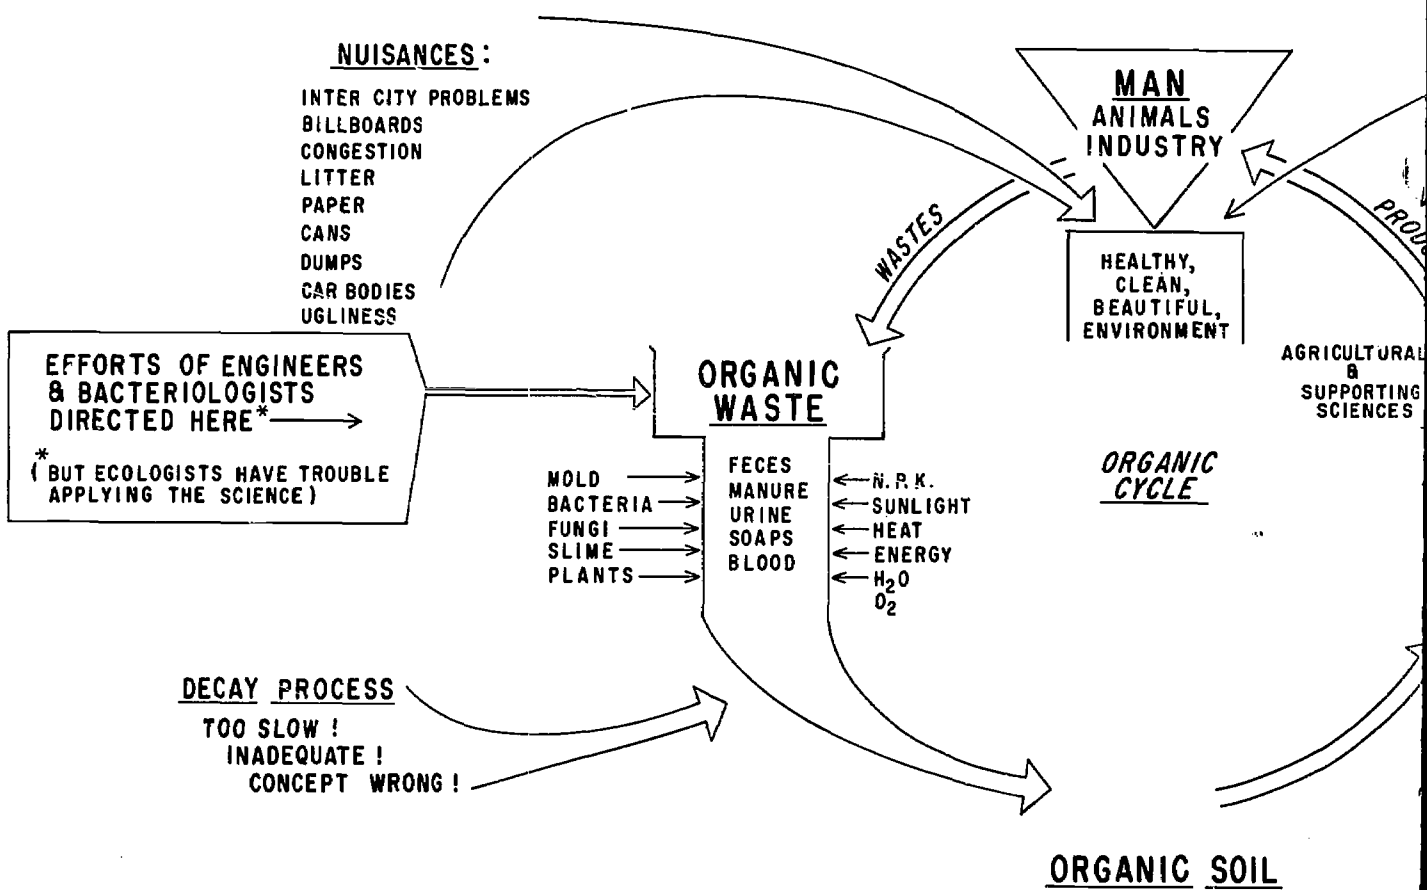 NUISANCES:
INTER CITY PROBLEMS
BILLBOARDS
CONGESTION
LITTER
PAPER
CANS
DUMPS
CAR BODIES
UGLINESS
MAN
ANIMALS
INDUSTRY
WASTES
HEALTHY,
CLEAN,
BEAUTIFUL,
ENVIRONMENT
EFFORTS OF ENGINEERS
& BACTERIOLOGISTS
DIRECTED HERE*
(*BUT ECOLOGISTS HAVE TROUBLE
APPLYING THE SCIENCE)
ORGANIC
WASTE
AGRICULTURAL
&
SUPPORTING
SCIENCES
ORGANIC
CYCLE
MOLD
BACTERIA
FUNGI
SLIME
PLANTS
FECES
MANURE
URINE
SOAPS
BLOOD
N. P. K.
SUNLIGHT
HEAT
ENERGY
H2O
O2
DECAY PROCESS
TOO SLOW !
INADEQUATE !
CONCEPT WRONG !
ORGANIC SOIL